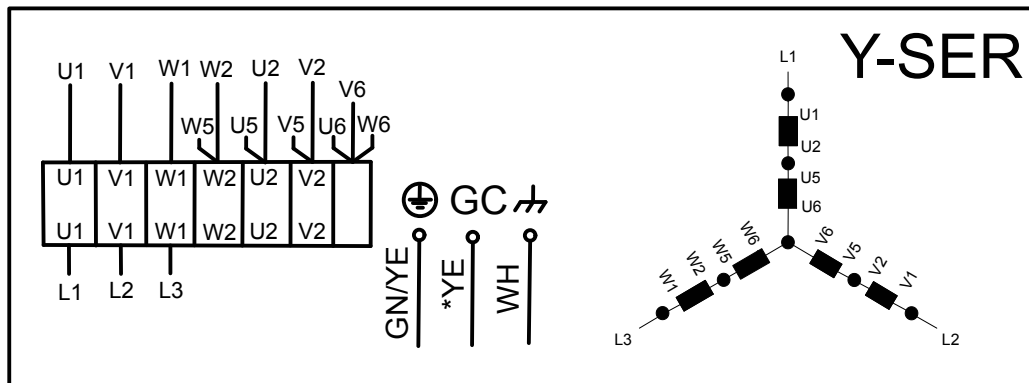 Y-SER
U1 V1 W1 W2 U2 V2 V6
W5 U5 V5 U6 W6
U1 V1 W1 W2 U2 V2
U1 V1 W1 W2 U2 V2
L1 L2 L3
GC
GN/YE
*YE
WH
L1
U1
U2
U5
U6
W1 W2 W5 W6
V6 V5 V2 V1
L3
L2